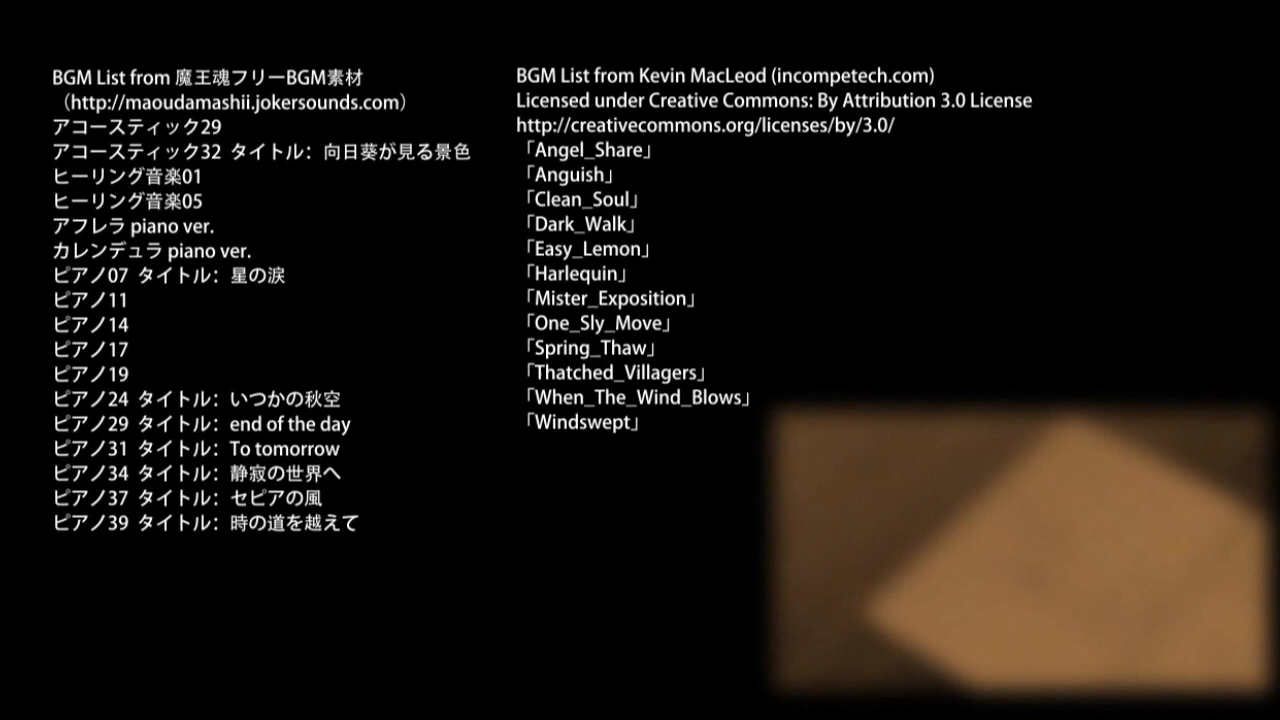 BGM List from 魔王魂フリーBGM素材
（http://maoudamashii.jokersounds.com）
アコースティック29
アコースティック32 タイトル：向日葵が見る景色
ヒーリング音楽01
ヒーリング音楽05
アフレラ piano ver.
カレンデュラ piano ver.
ピアノ07 タイトル：星の涙
ピアノ11
ピアノ14
ピアノ17
ピアノ19
ピアノ24 タイトル：いつかの秋空
ピアノ29 タイトル：end of the day
ピアノ31 タイトル：To tomorrow
ピアノ34 タイトル：静寂の世界へ
ピアノ37 タイトル：セピアの風
ピアノ39 タイトル：時の道を越えて
BGM List from Kevin MacLeod (incompetech.com)
Licensed under Creative Commons: By Attribution 3.0 License
http://creativecommons.org/licenses/by/3.0/
「Angel_Share」
「Anguish」
「Clean_Soul」
「Dark_Walk」
「Easy_Lemon」
「Harlequin」
「Mister_Exposition」
「One_Sly_Move」
「Spring_Thaw」
「Thatched_Villagers」
「When_The_Wind_Blows」
「Windswept」